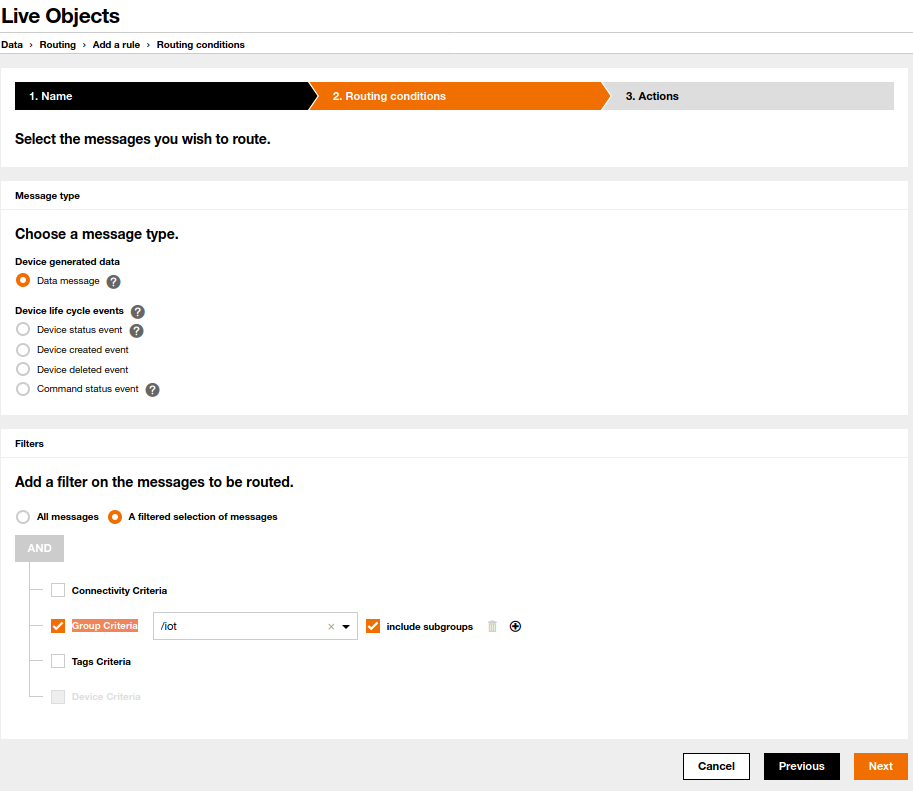 Live Objects
Data › Routing › Add a rule › Routing conditions
1. Name 2. Routing conditions 3. Actions
Select the messages you wish to route.
Message type
Choose a message type.
Device generated data
Data message ?
Device life cycle events ?
Device status event ?
Device created event
Device deleted event
Command status event ?
Filters
Add a filter on the messages to be routed.
All messages A filtered selection of messages
AND
Connectivity Criteria
Group Criteria /iot × include subgroups
Tags Criteria
Device Criteria
Cancel Previous Next